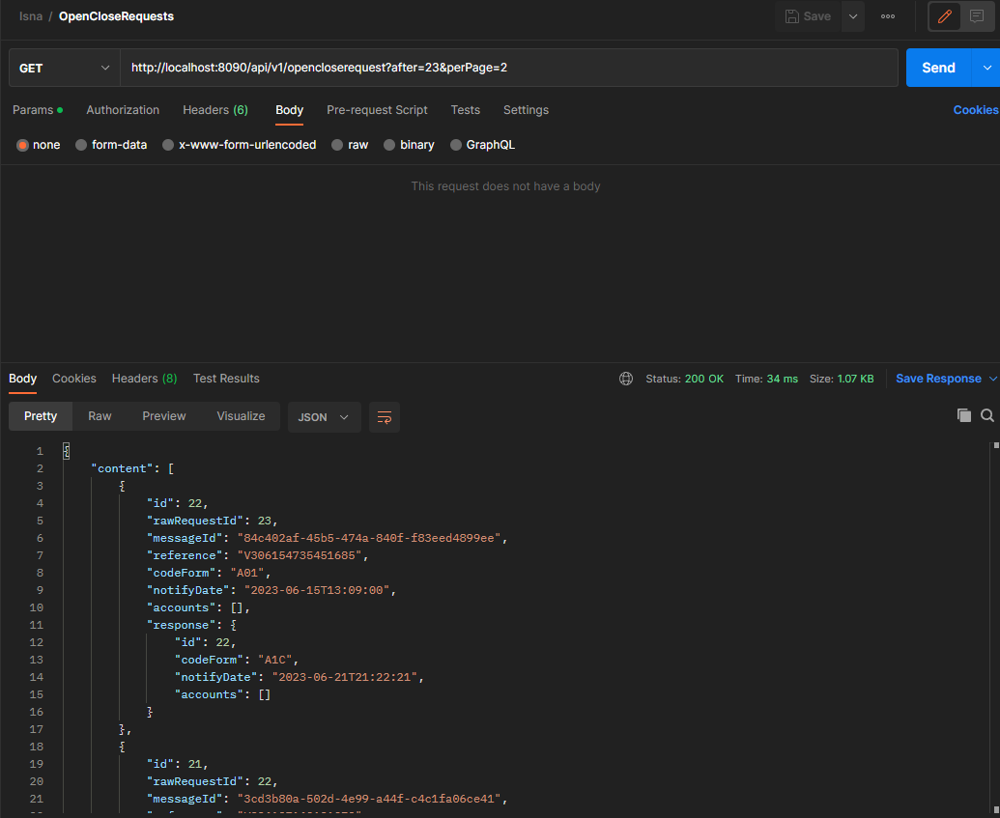 Isna / OpenCloseRequests
Save
GET http://localhost:8090/api/v1/opencloserequest?after=23&perPage=2 Send
Params Authorization Headers (6) Body Pre-request Script Tests Settings Cookies
none form-data x-www-form-urlencoded raw binary GraphQL
This request does not have a body
Body Cookies Headers (8) Test Results Status: 200 OK Time: 34 ms Size: 1.07 KB Save Response
Pretty Raw Preview Visualize JSON
1 {
2 "content": [
3 {
4 "id": 22,
5 "rawRequestId": 23,
6 "messageId": "84c402af-45b5-474a-840f-f83eed4899ee",
7 "reference": "V306154735451685",
8 "codeForm": "A01",
9 "notifyDate": "2023-06-15T13:09:00",
10 "accounts": [],
11 "response": {
12 "id": 22,
13 "codeForm": "A1C",
14 "notifyDate": "2023-06-21T21:22:21",
15 "accounts": []
16 }
17 },
18 {
19 "id": 21,
20 "rawRequestId": 22,
21 "messageId": "3cd3b80a-502d-4e99-a44f-c4c1fa06ce41",